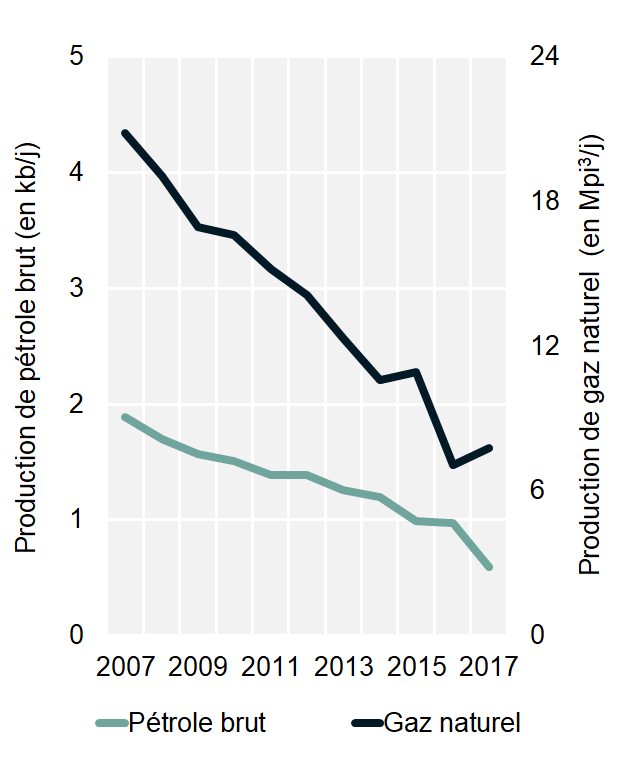 Production de pétrole brut (en kb/j)
5
4
3
2
1
0
Production de gaz naturel (en Mpi³/j)
24
18
12
6
0
2007 2009 2011 2013 2015 2017
Pétrole brut Gaz naturel